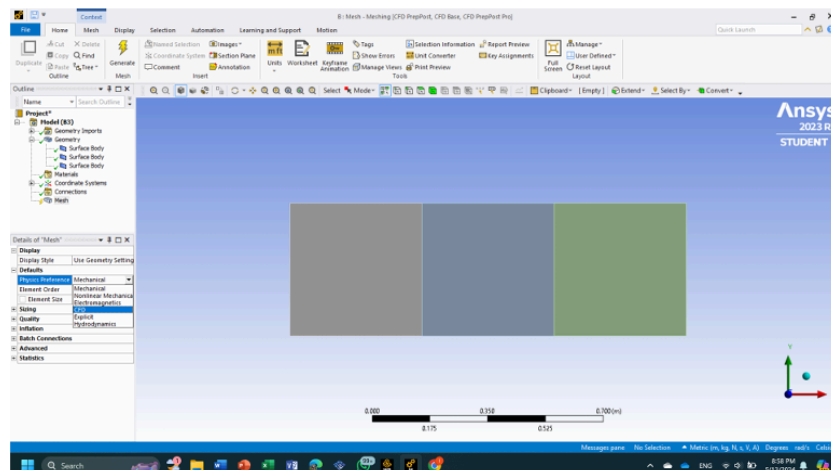 B : Mesh - Meshing [CFD PrepPost, CFD Base, CFD PrepPost Pro]
Context
File Home Mesh Display Selection Automation Learning and Support Motion Quick Launch
Duplicate Cut Copy Paste Delete Find Tree
Outline
Generate
Mesh
Named Selection Coordinate System Comment Images Section Plane Annotation
Insert
Units Worksheet Keyframe Animation Tags Show Errors Manage Views Selection Information Unit Converter Print Preview Report Preview Key Assignments
Tools
Full Screen Manage User Defined Reset Layout
Layout
Outline
Name Search Outline
Select Mode Clipboard [ Empty ] Extend Select By Convert
Project*
Model (B3)
Geometry Imports
Geometry
Surface Body
Surface Body
Surface Body
Materials
Coordinate Systems
Connections
Mesh
Ansys
2023 R
STUDENT
Details of "Mesh"
Display
Display Style Use Geometry Setting
Defaults
Physics Preference Mechanical
Element Order Mechanical
Nonlinear Mechanica
Element Size Electromagnetics
CFD
Sizing Explicit
Quality Hydrodynamics
Inflation
Batch Connections
Advanced
Statistics
Y
0.000 0.350 0.700 (m)
0.175 0.525
Messages pane No Selection Metric (m, kg, N, s, V, A) Degrees rad/s Celsi
Search
99+
ENG
8:58 PM